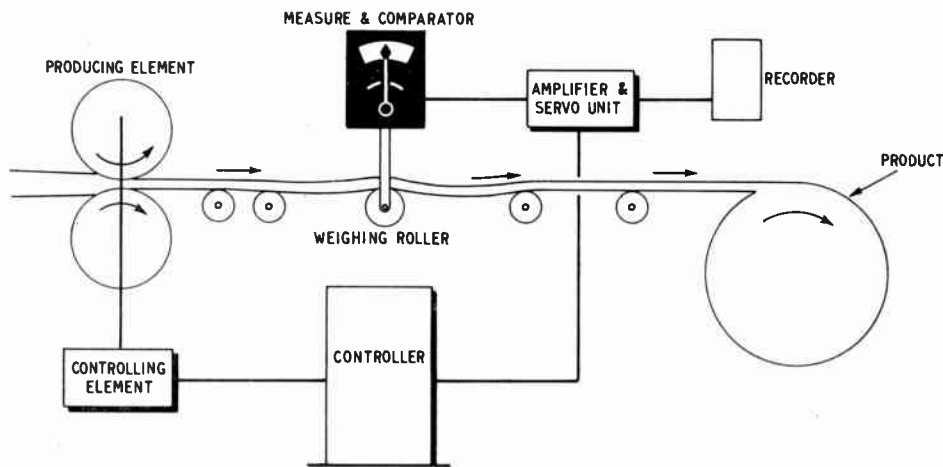 MEASURE & COMPARATOR
PRODUCING ELEMENT
AMPLIFIER &
SERVO UNIT
RECORDER
PRODUCT
WEIGHING ROLLER
CONTROLLER
CONTROLLING
ELEMENT